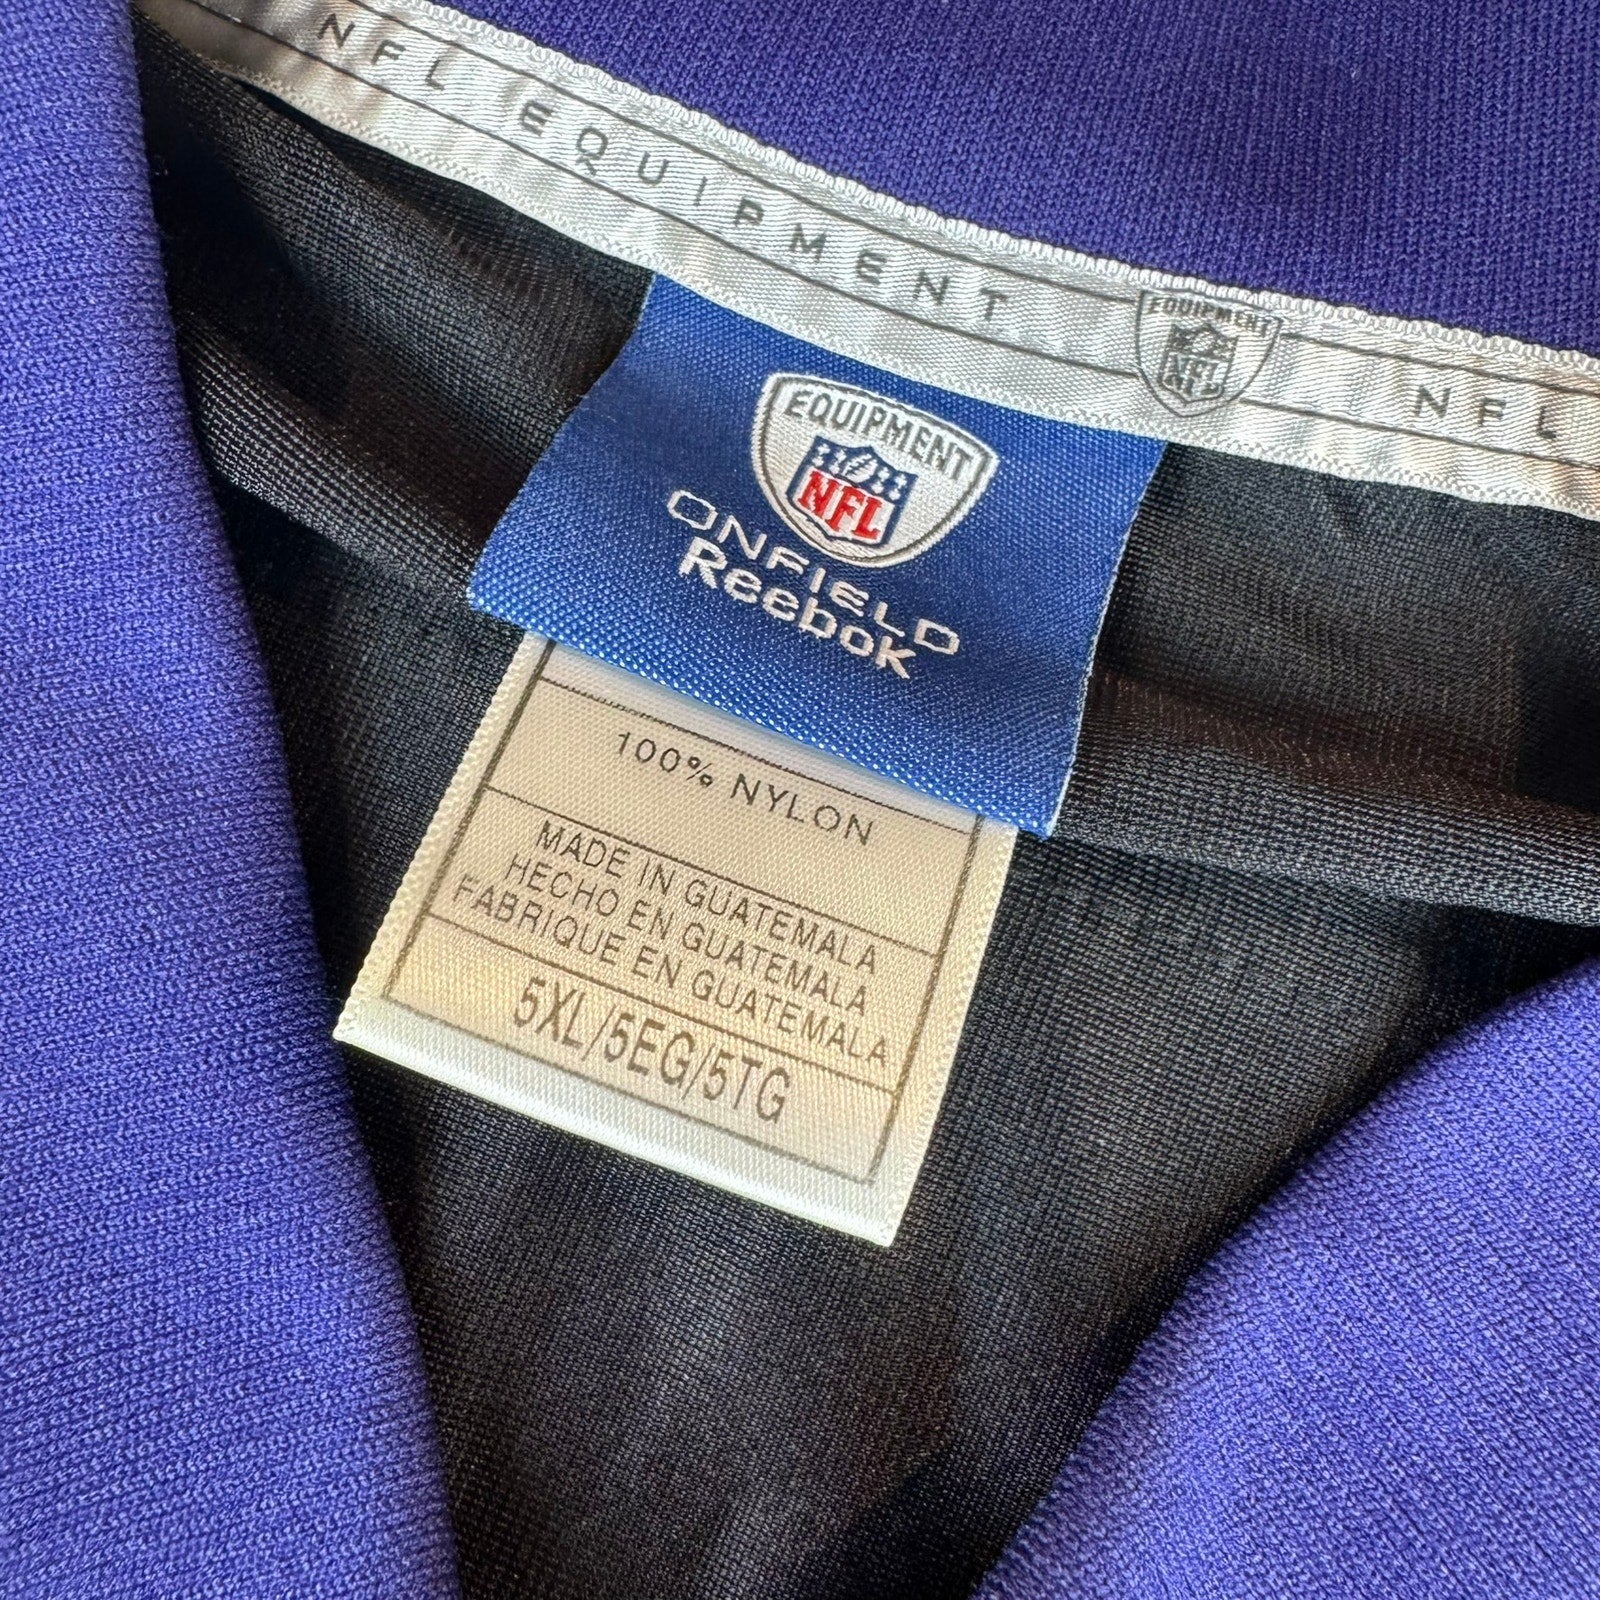 NFL EQUIPMENT
EQUIPMENT
NFL
NFL
EQUIPMENT
NFL
ONFIELD
Reebok
100% NYLON
MADE IN GUATEMALA
HECHO EN GUATEMALA
FABRIQUE EN GUATEMALA
5XL/5EG/5TG